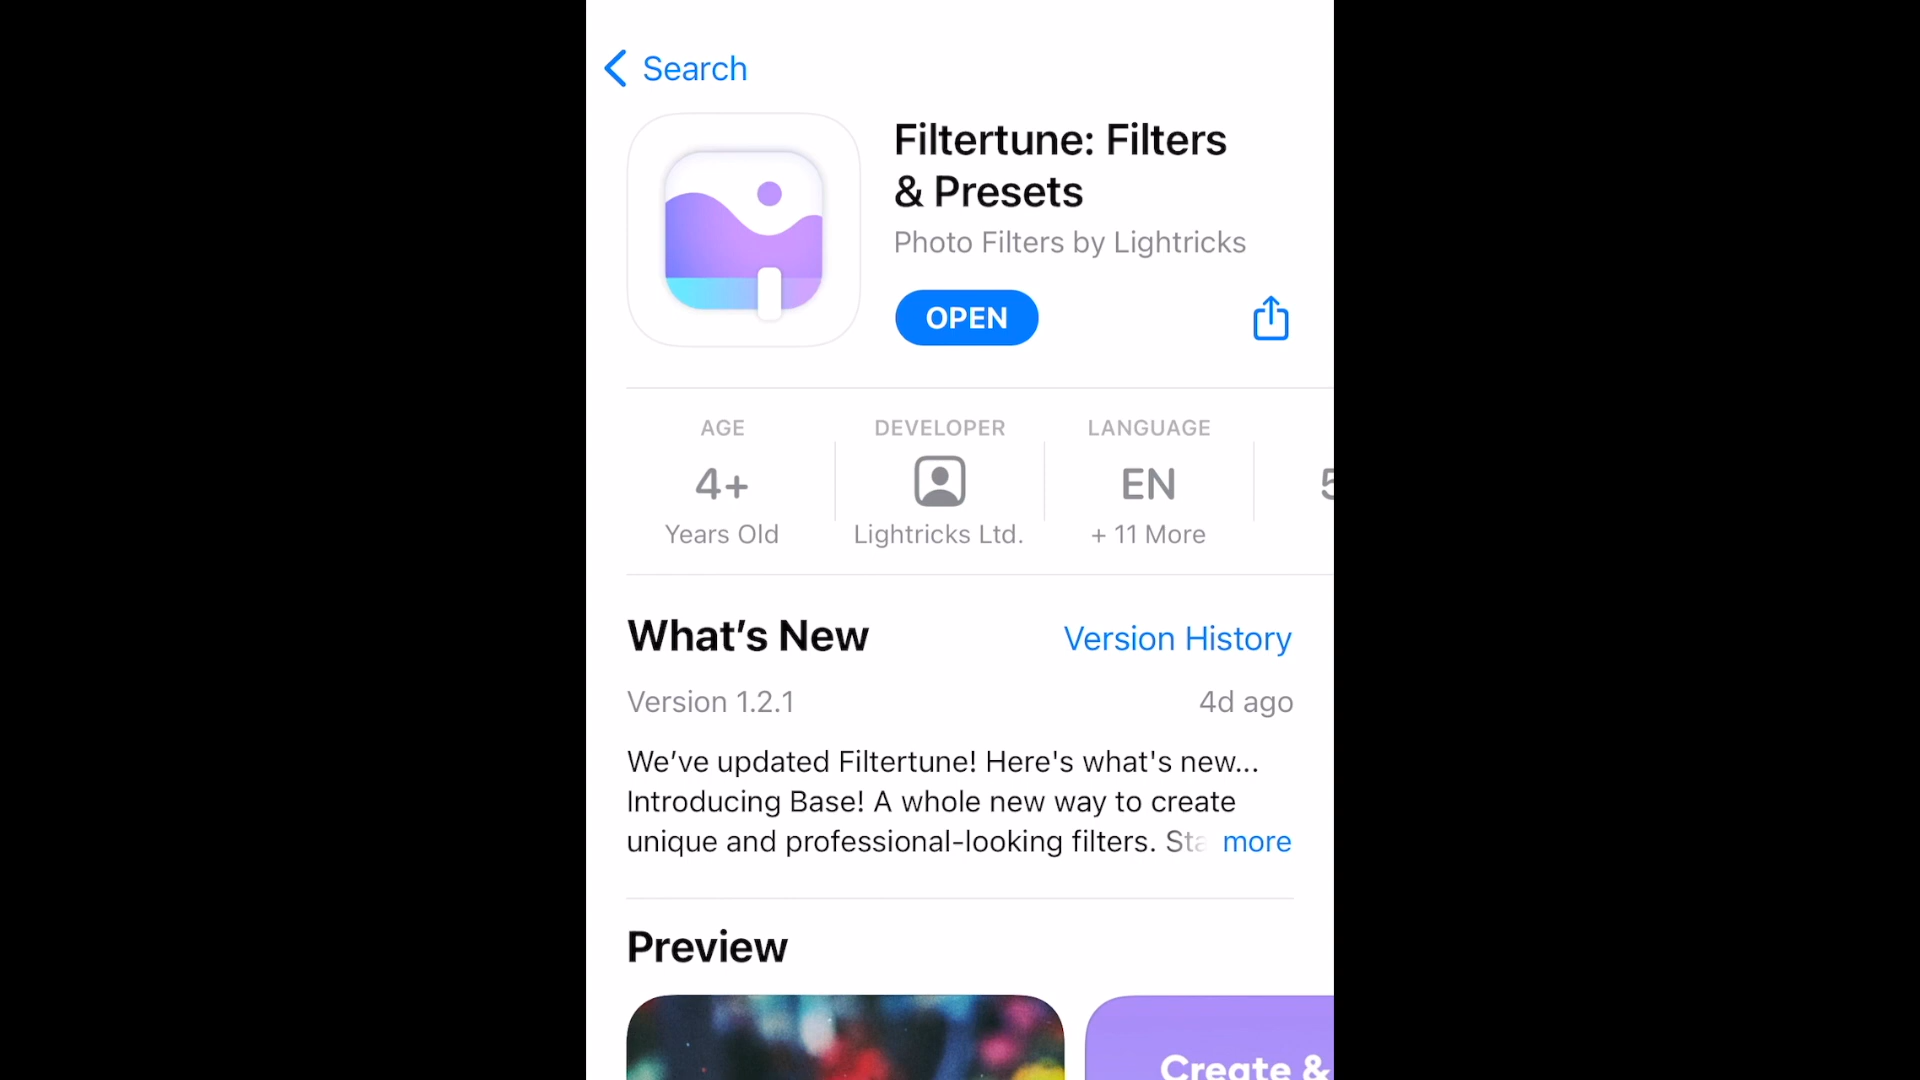 Search
Filtertune: Filters
& Presets
Photo Filters by Lightricks
OPEN
AGE
4+
Years Old
DEVELOPER
Lightricks Ltd.
LANGUAGE
EN
+ 11 More
What’s New
Version History
Version 1.2.1
4d ago
We’ve updated Filtertune! Here's what's new...
Introducing Base! A whole new way to create
unique and professional-looking filters. more
Preview
Create &